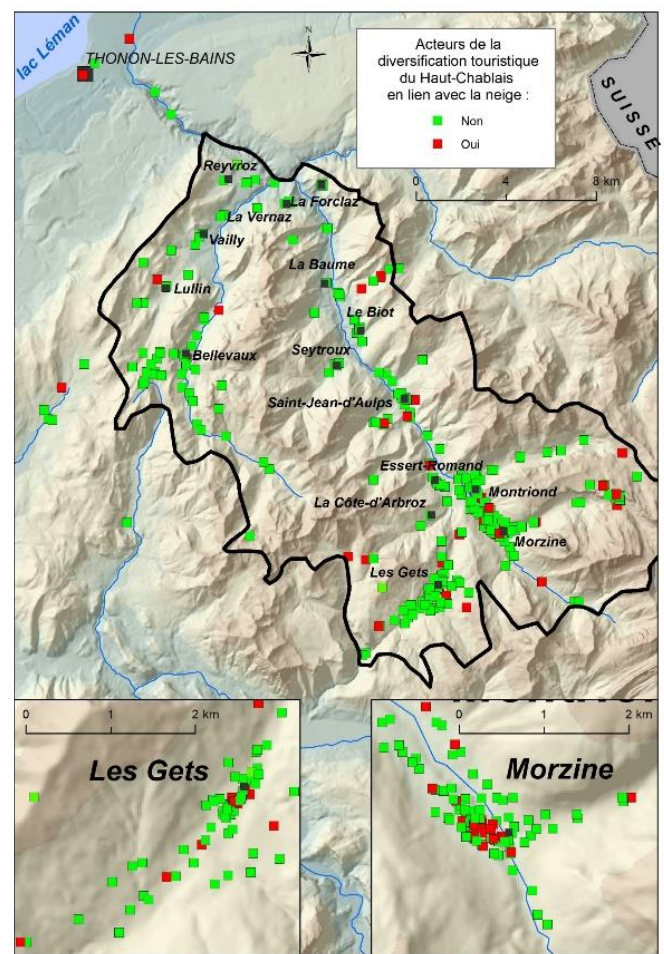 lac Léman
THONON-LES-BAINS
N
Acteurs de la
diversification touristique
du Haut-Chablais
en lien avec la neige :
Non
Oui
SUISSE
0 4 8 km
Reyvroz
La Forclaz
La Vernaz
Vailly
La Baume
Lullin
Le Biot
Bellevaux
Seytroux
Saint-Jean-d'Aulps
Essert-Romand
Montriond
La Côte-d'Arbroz
Morzine
Les Gets
0 2 km
Les Gets
0 1 2 km
Morzine